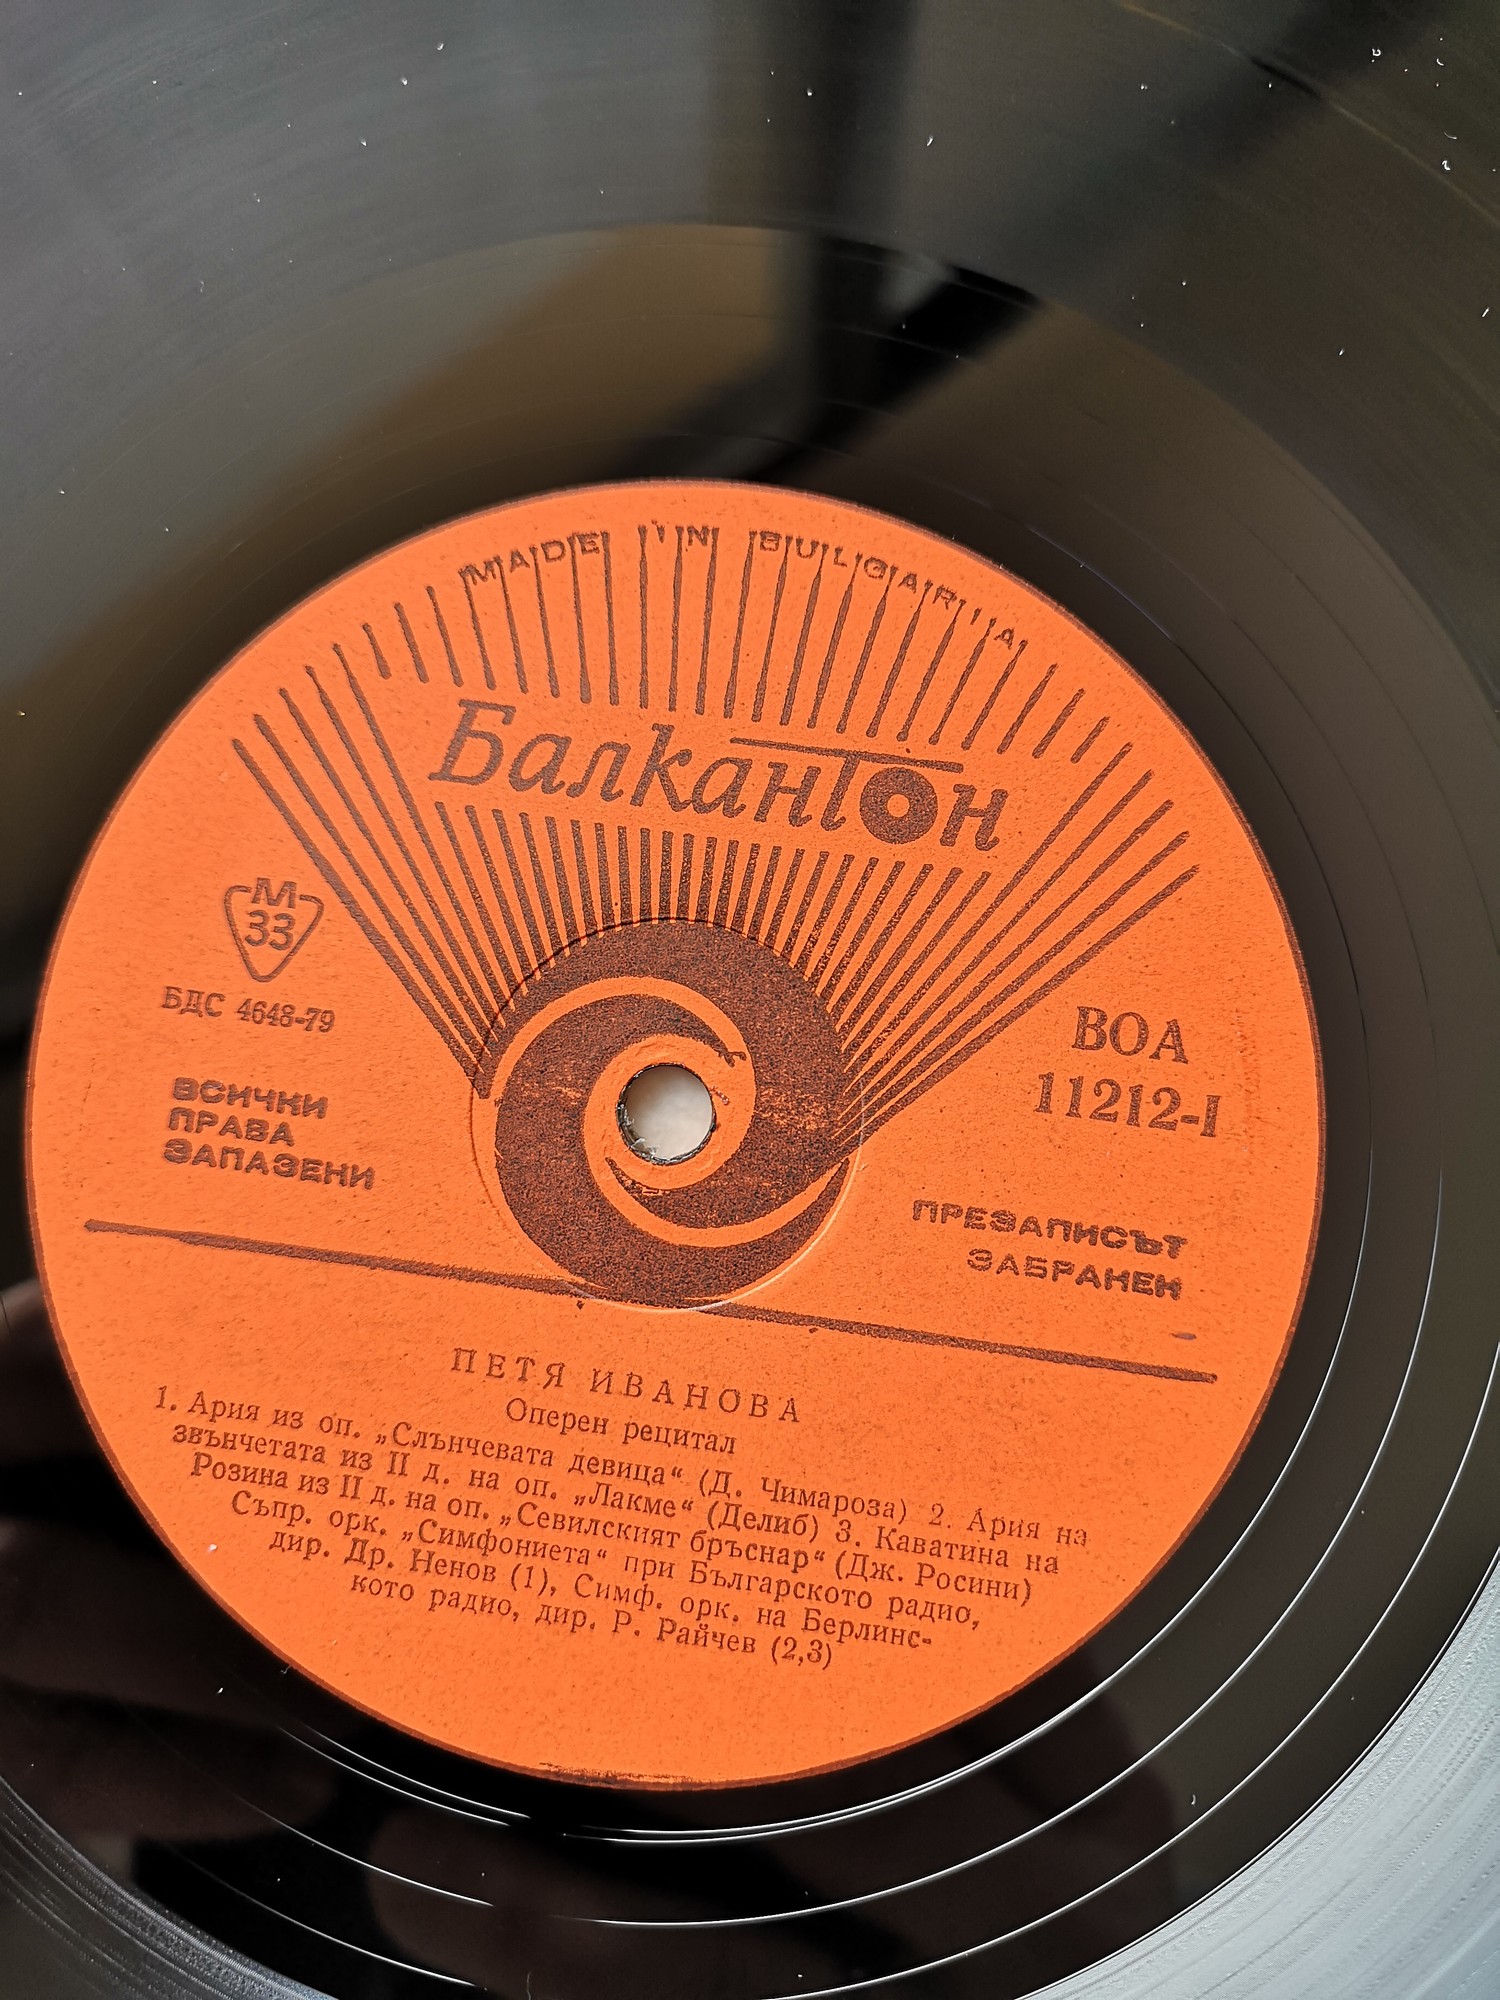 MADE IN BULGARIA
Балкантон
М
33
БДС 4648-79
ВСИЧКИ
ПРАВА
ЗАПАЗЕНИ
ВОА
11212-I
ПРЕЗАПИСЪТ
ЗАБРАНЕН
ПЕТЯ ИВАНОВА
Оперен рецитал
1. Ария из оп. „Слънчевата девица“ (Д. Чимароза) 2. Ария на
звънчетата из II д. на оп. „Лакме“ (Делиб) 3. Каватина на
Розина из II д. на оп. „Севилският бръснар“ (Дж. Росини)
Съпр. орк. „Симфониета“ при Българското радио,
дир. Др. Ненов (1), Симф. орк. на Берлинс-
кото радио, дир. Р. Райчев (2,3)